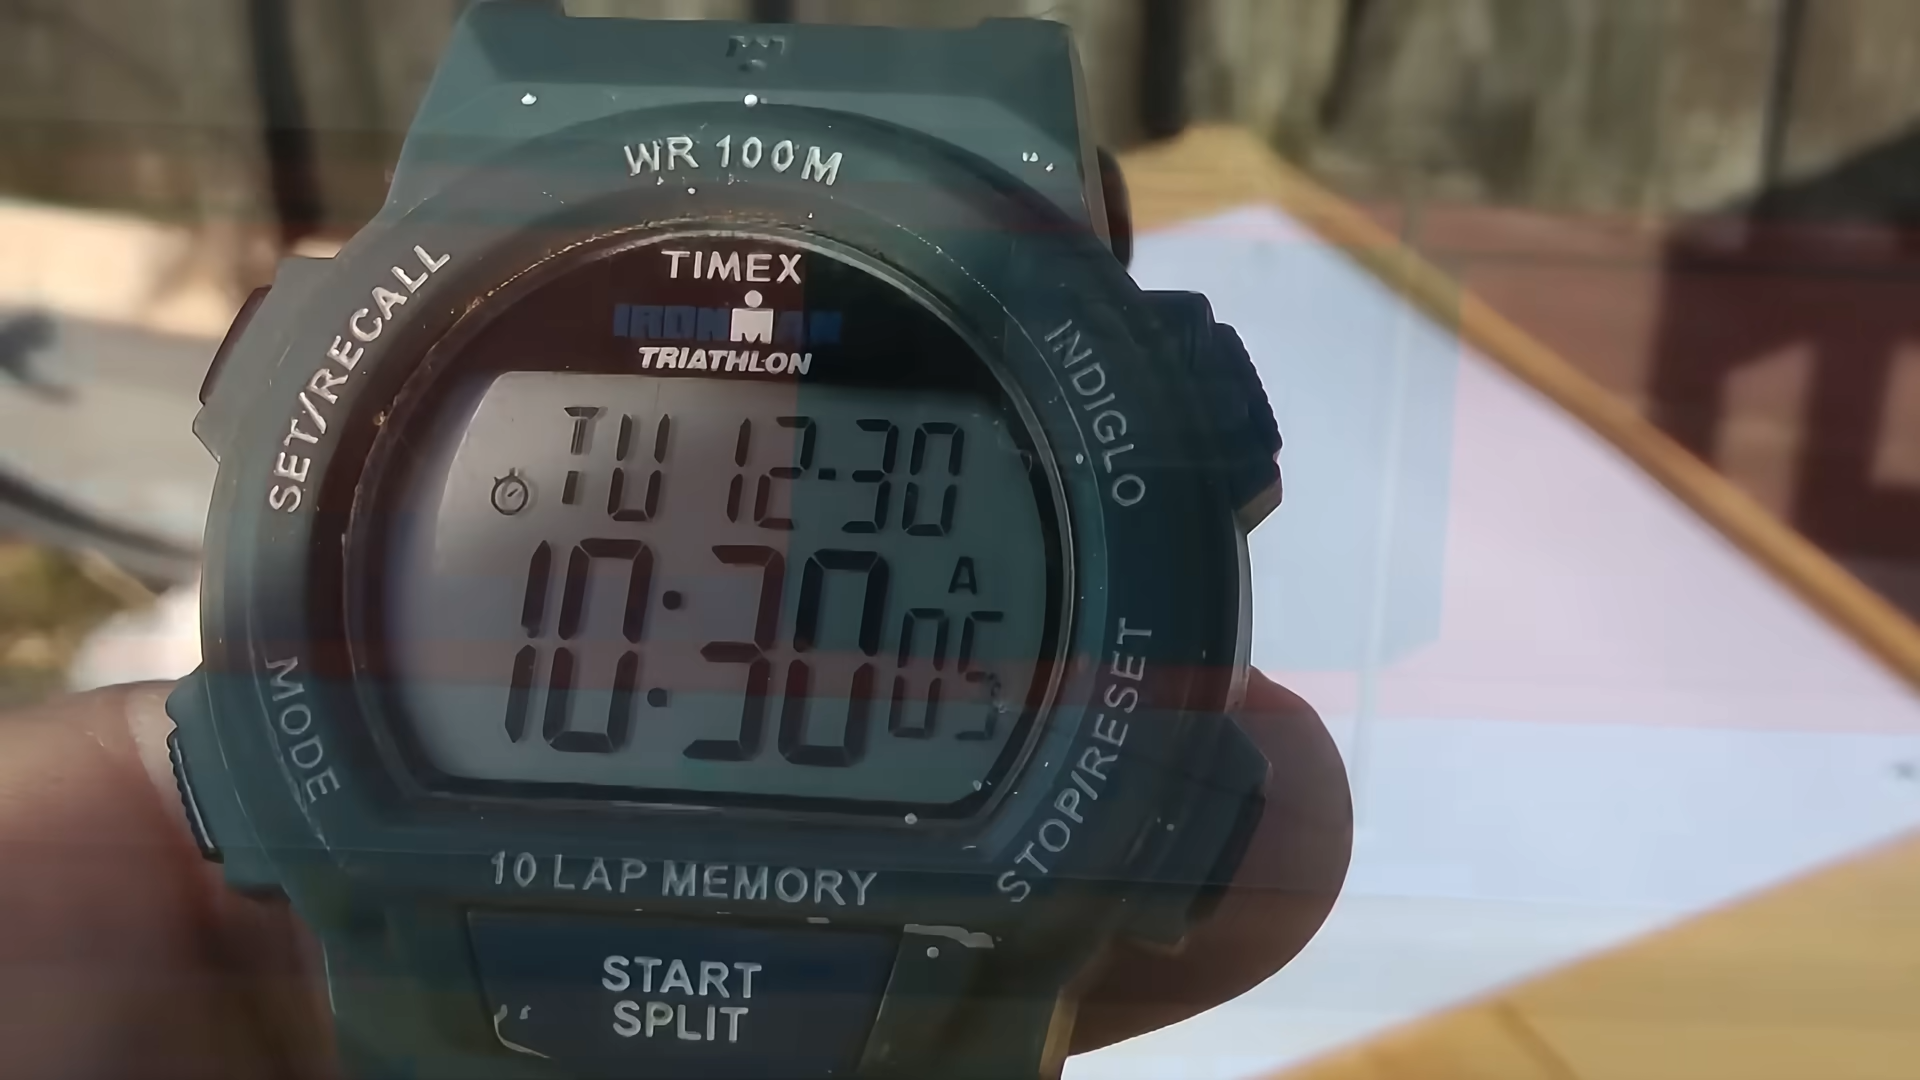 WR 100M
SET/RECALL
INDIGLO
TIMEX
IRONMAN
TRIATHLON
TU 12-30
A
10:30 05
MODE
STOP/RESET
10 LAP MEMORY
START
SPLIT